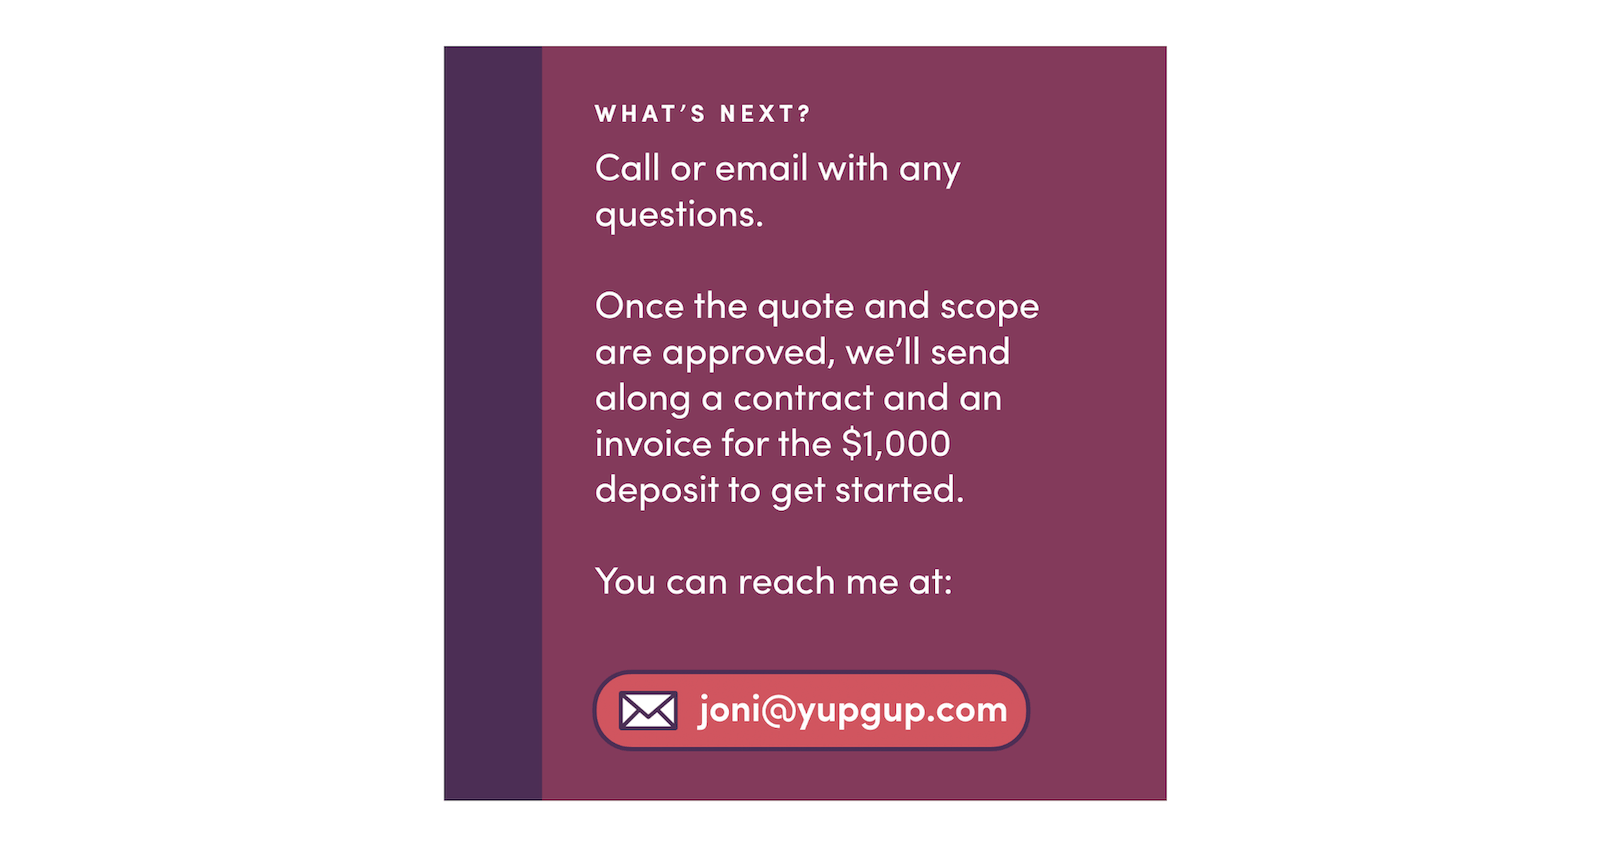 WHAT’S NEXT?
Call or email with any
questions.
Once the quote and scope
are approved, we’ll send
along a contract and an
invoice for the $1,000
deposit to get started.
You can reach me at:
joni@yupgup.com